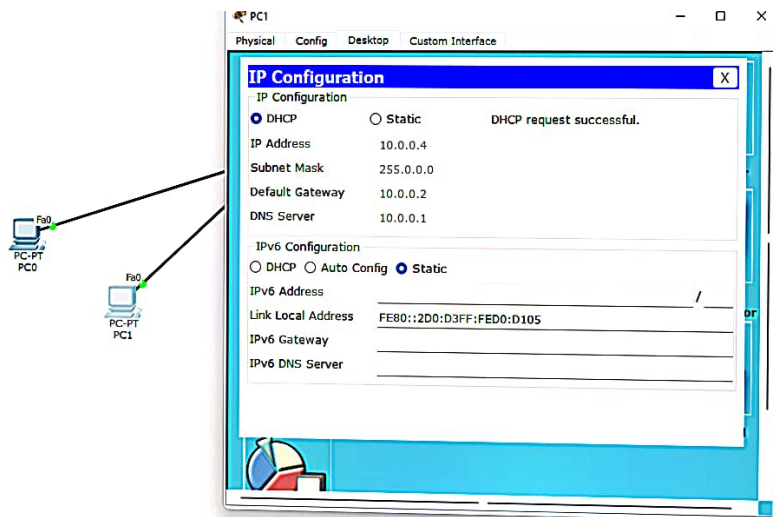 PC1
Physical Config Desktop Custom Interface
IP Configuration X
IP Configuration
DHCP Static DHCP request successful.
IP Address 10.0.0.4
Subnet Mask 255.0.0.0
Default Gateway 10.0.0.2
DNS Server 10.0.0.1
IPv6 Configuration
DHCP Auto Config Static
IPv6 Address /
Link Local Address FE80::2D0:D3FF:FED0:D105
IPv6 Gateway
IPv6 DNS Server
Fa0
PC-PT
PC0
Fa0
PC-PT
PC1
or